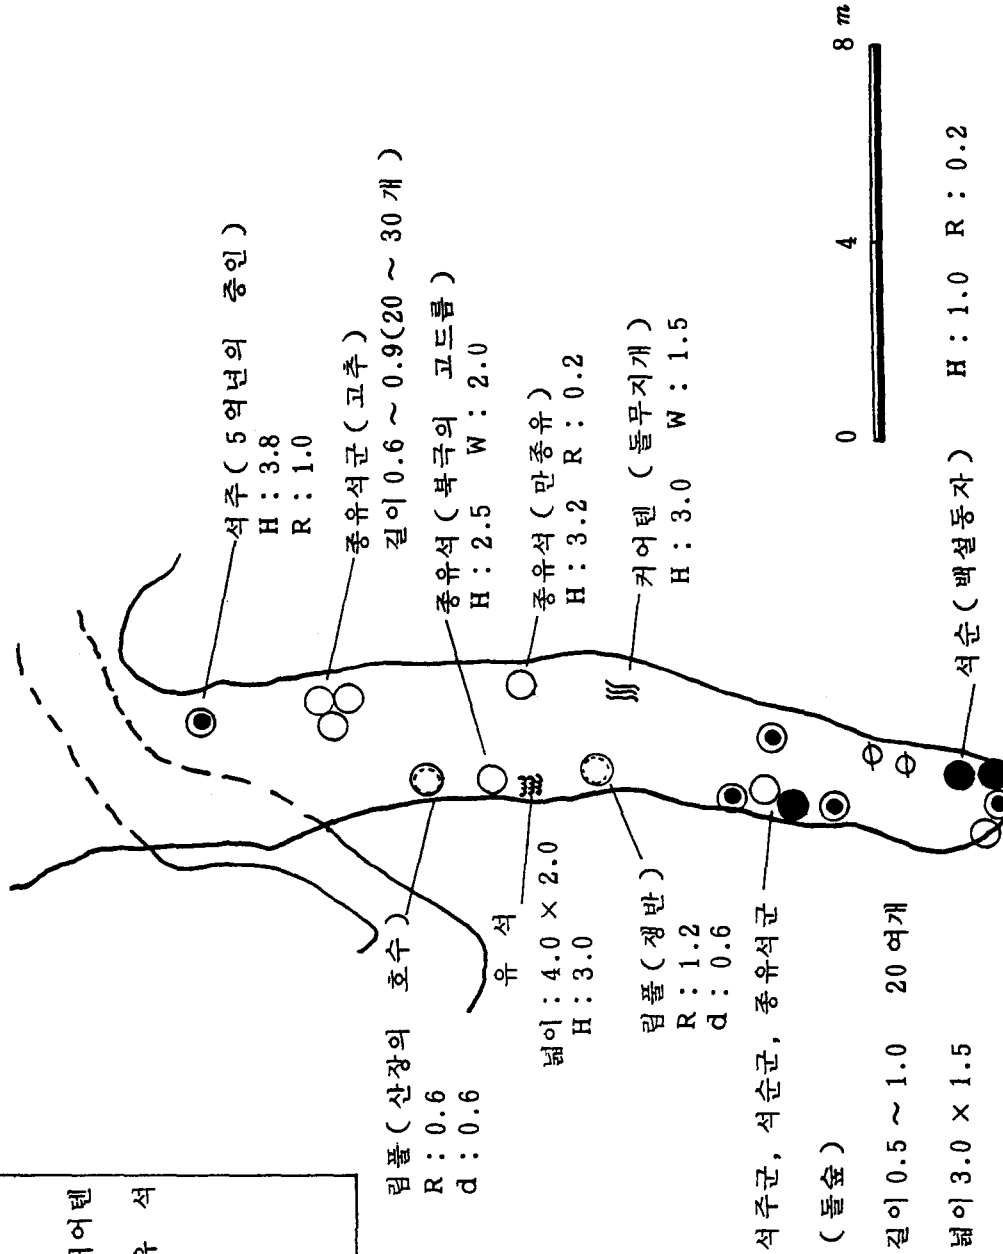 석주(5억년의 증인)
H : 3.8
R : 1.0
종유석군(고추)
길이 0.6 ~ 0.9(20 ~ 30개)
종유석(북극의 고드름)
H : 2.5 W : 2.0
종유석(만종유)
H : 3.2 R : 0.2
커어텐 (돌무지개)
H : 3.0 W : 1.5
0 4 8 m
석순(백설동자) H : 1.0 R : 0.2
림풀(산장의 호수)
R : 0.6
d : 0.6
유 석
넓이 : 4.0 × 2.0
H : 3.0
림풀(쟁반)
R : 1.2
d : 0.6
석주군, 석순군, 종유석군
(돌숲)
길이 0.5 ~ 1.0 20여개
넓이 3.0 × 1.5
어텐
석